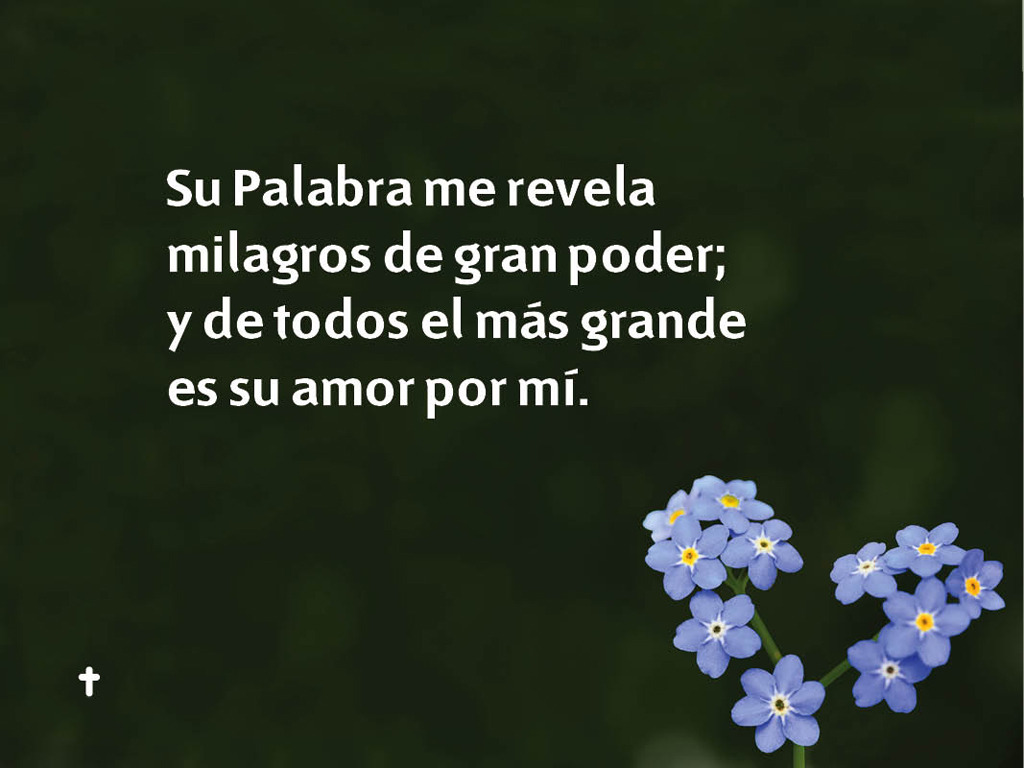 Su Palabra me revela
milagros de gran poder;
y de todos el más grande
es su amor por mí.